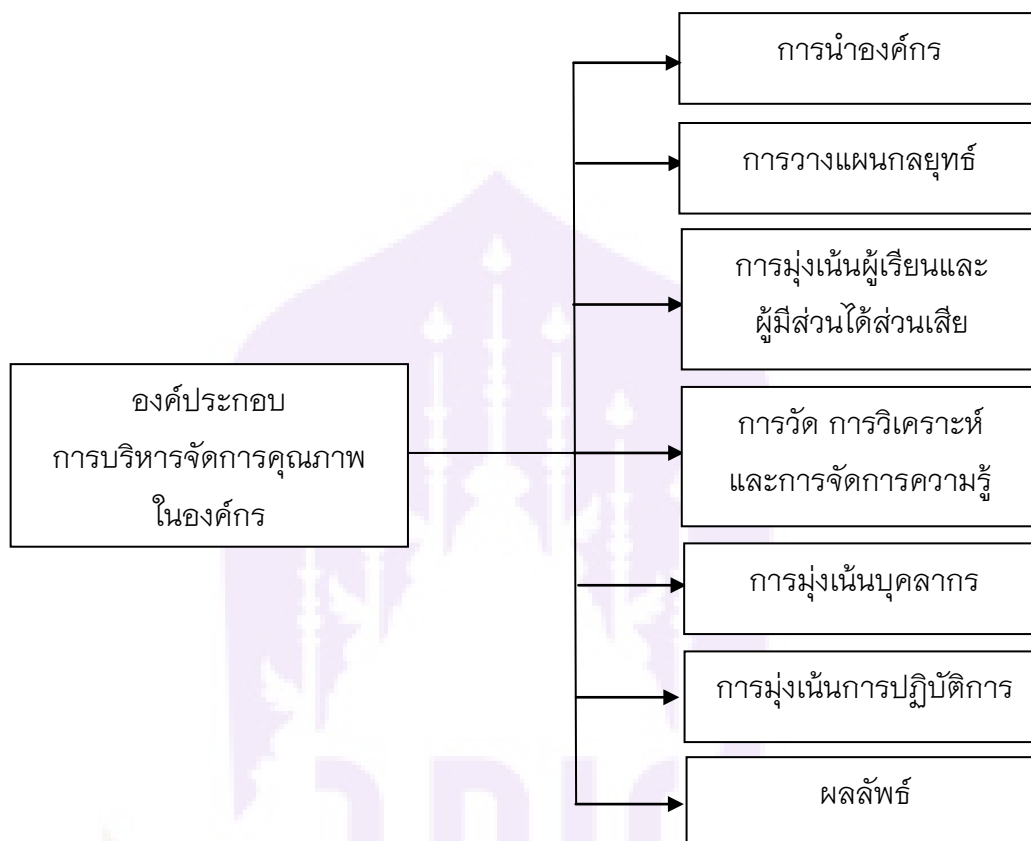 การนำองค์กร
การวางแผนกลยุทธ์
การมุ่งเน้นผู้เรียนและ
ผู้มีส่วนได้ส่วนเสีย
องค์ประกอบ
การบริหารจัดการคุณภาพ
ในองค์กร
การวัด การวิเคราะห์
และการจัดการความรู้
การมุ่งเน้นบุคลากร
การมุ่งเน้นการปฏิบัติการ
ผลลัพธ์